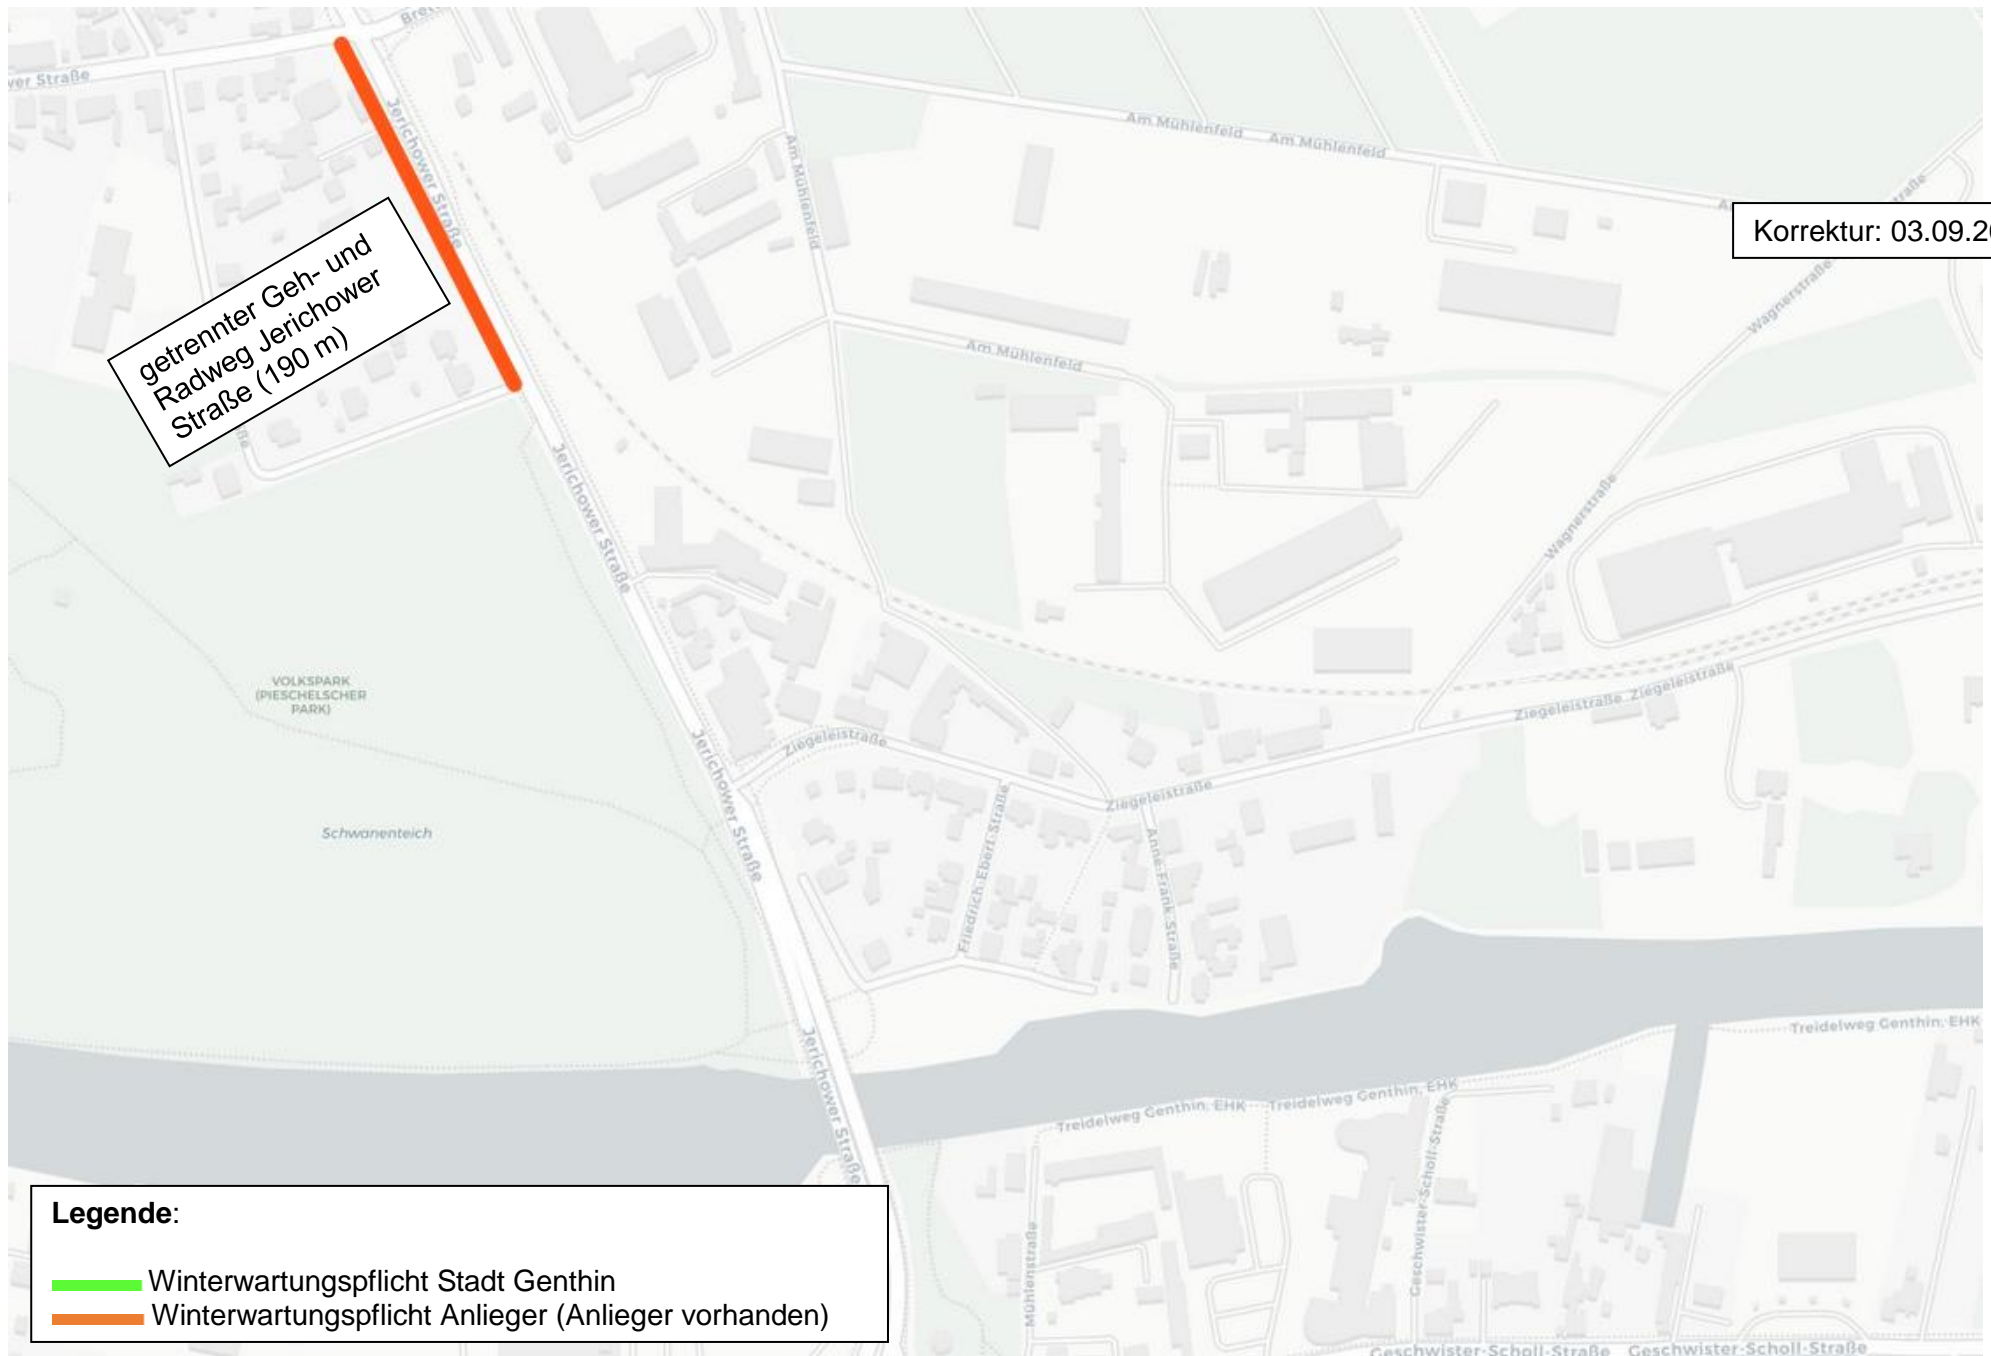 Bre
Straße
Jerichower Straße
Am Mühlenfeld
Am Mühlenfeld
Am Mühlenfeld
Korrektur: 03.09.2
getrennter Geh- und
Radweg Jerichower
Straße (190 m)
Wagnerstraße
Am Mühlenfeld
Jerichower Straße
Wagnerstraße
VOLKSPARK
(PIESCHELSCHER
PARK)
Ziegeleistraße
Ziegeleistraße
Ziegeleistraße
Jerichower Straße
Ziegeleistraße
Schwanenteich
Friedrich-Ebert-Straße
Anne-Frank-Straße
Jerichower Straße
Treidelweg Genthin, EHK
Treidelweg Genthin, EHK
Treidelweg Genthin, EHK
Geschwister-Scholl-Straße
Mühlenstraße
Geschwister-Scholl-Straße
Geschwister-Scholl-Straße
Legende:
Winterwartungspflicht Stadt Genthin
Winterwartungspflicht Anlieger (Anlieger vorhanden)